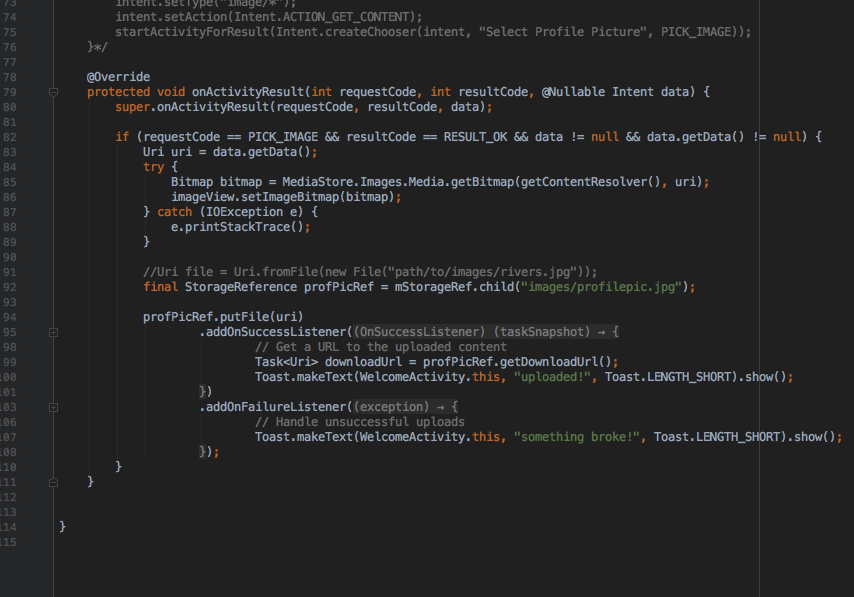 73 intent.setType("image/*");
74 intent.setAction(Intent.ACTION_GET_CONTENT);
75 startActivityForResult(Intent.createChooser(intent, "Select Profile Picture", PICK_IMAGE));
76 }*/
77
78 @Override
79 protected void onActivityResult(int requestCode, int resultCode, @Nullable Intent data) {
80 super.onActivityResult(requestCode, resultCode, data);
81
82 if (requestCode == PICK_IMAGE && resultCode == RESULT_OK && data != null && data.getData() != null) {
83 Uri uri = data.getData();
84 try {
85 Bitmap bitmap = MediaStore.Images.Media.getBitmap(getContentResolver(), uri);
86 imageView.setImageBitmap(bitmap);
87 } catch (IOException e) {
88 e.printStackTrace();
89 }
90
91 //Uri file = Uri.fromFile(new File("path/to/images/rivers.jpg"));
92 final StorageReference profPicRef = mStorageRef.child("images/profilepic.jpg");
93
94 profPicRef.putFile(uri)
95 .addOnSuccessListener((OnSuccessListener) (taskSnapshot) → {
98 // Get a URL to the uploaded content
99 Task<Uri> downloadUrl = profPicRef.getDownloadUrl();
100 Toast.makeText(WelcomeActivity.this, "uploaded!", Toast.LENGTH_SHORT).show();
101 })
103 .addOnFailureListener((exception) → {
106 // Handle unsuccessful uploads
107 Toast.makeText(WelcomeActivity.this, "something broke!", Toast.LENGTH_SHORT).show();
108 });
110 }
111 }
112
113
114 }
115